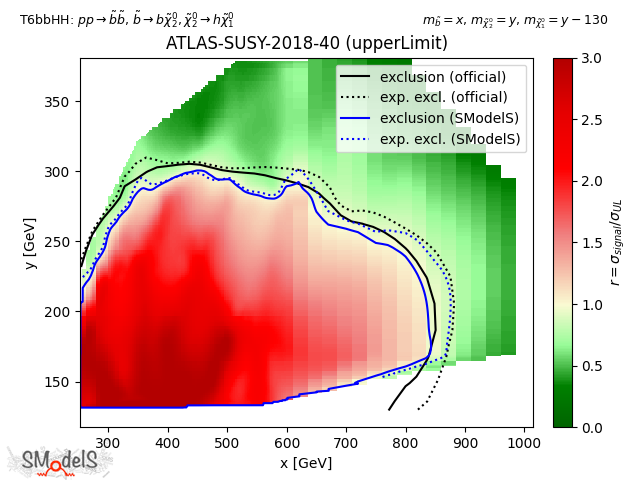 T6bbHH: pp → b̃b̃, b̃ → bχ̃⁰₂, χ̃⁰₂ → hχ̃⁰₁
m_b̃ = x, m_χ̃⁰₂ = y, m_χ̃⁰₁ = y − 130
ATLAS-SUSY-2018-40 (upperLimit)
exclusion (official)
exp. excl. (official)
exclusion (SModelS)
exp. excl. (SModelS)
350
300
250
200
150
y [GeV]
300 400 500 600 700 800 900 1000
x [GeV]
3.0
2.5
2.0
1.5
1.0
0.5
0.0
r = σ_signal/σ_UL
SModelS